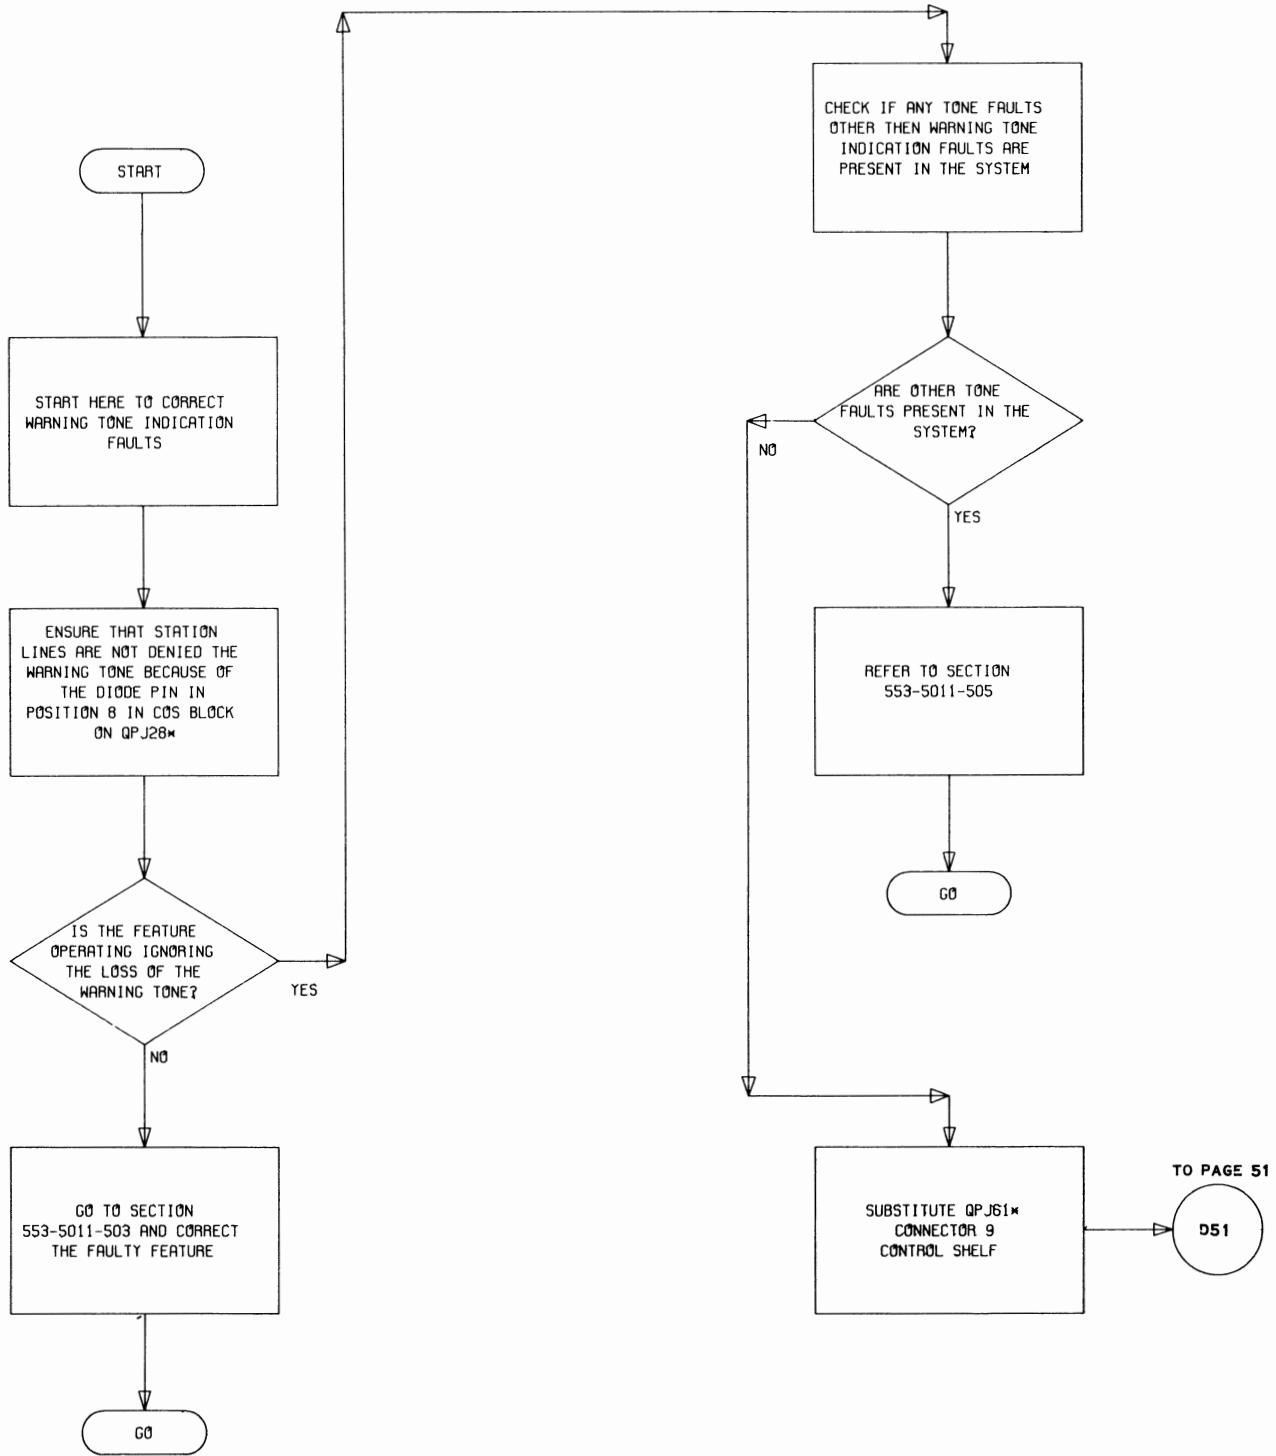 START
START HERE TO CORRECT
WARNING TONE INDICATION
FAULTS
ENSURE THAT STATION
LINES ARE NOT DENIED THE
WARNING TONE BECAUSE OF
THE DIODE PIN IN
POSITION 8 IN COS BLOCK
ON QPJ28*
IS THE FEATURE
OPERATING IGNORING
THE LOSS OF THE
WARNING TONE?
YES
NO
GO TO SECTION
553-5011-503 AND CORRECT
THE FAULTY FEATURE
GO
CHECK IF ANY TONE FAULTS
OTHER THEN WARNING TONE
INDICATION FAULTS ARE
PRESENT IN THE SYSTEM
ARE OTHER TONE
FAULTS PRESENT IN THE
SYSTEM?
NO
YES
REFER TO SECTION
553-5011-505
GO
SUBSTITUTE QPJ61*
CONNECTOR 9
CONTROL SHELF
TO PAGE 51
D51